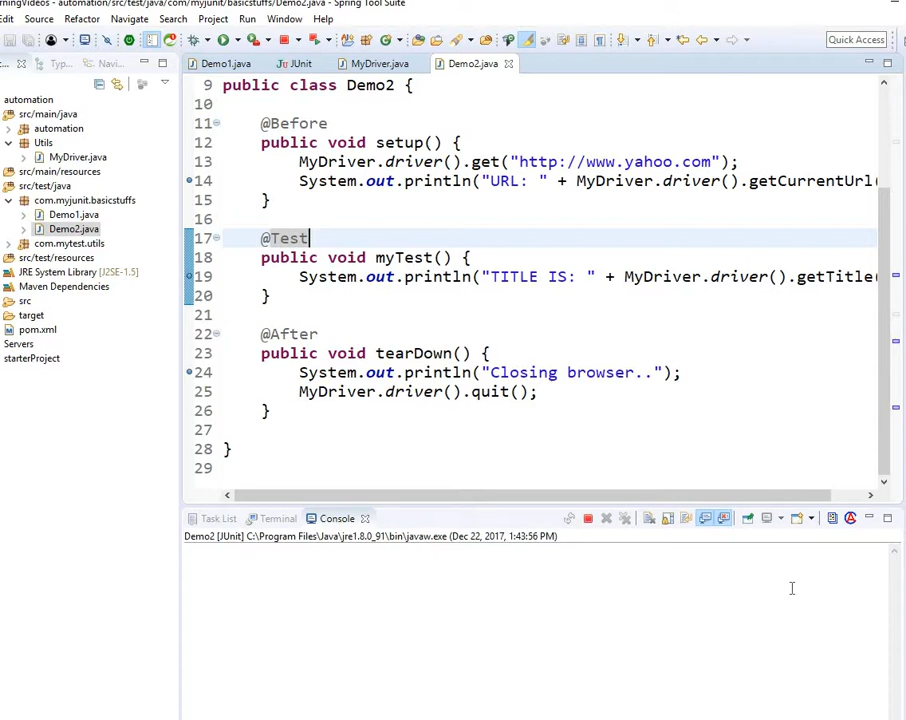 rningVideos - automation/src/test/java/com/myjunit/basicstuffs/Demo2.java - Spring Tool Suite
Edit Source Refactor Navigate Search Project Run Window Help
Quick Access
Typ... Navi...
Demo1.java JUnit MyDriver.java Demo2.java
automation
src/main/java
automation
Utils
MyDriver.java
src/main/resources
src/test/java
com.myjunit.basicstuffs
Demo1.java
Demo2.java
com.mytest.utils
src/test/resources
JRE System Library [J2SE-1.5]
Maven Dependencies
src
target
pom.xml
Servers
starterProject
9 public class Demo2 {
10
11 @Before
12 public void setup() {
13 MyDriver.driver().get("http://www.yahoo.com");
14 System.out.println("URL: " + MyDriver.driver().getCurrentUrl(
15 }
16
17 @Test
18 public void myTest() {
19 System.out.println("TITLE IS: " + MyDriver.driver().getTitle(
20 }
21
22 @After
23 public void tearDown() {
24 System.out.println("Closing browser..");
25 MyDriver.driver().quit();
26 }
27
28 }
29
Task List Terminal Console
Demo2 [JUnit] C:\Program Files\Java\jre1.8.0_91\bin\javaw.exe (Dec 22, 2017, 1:43:56 PM)